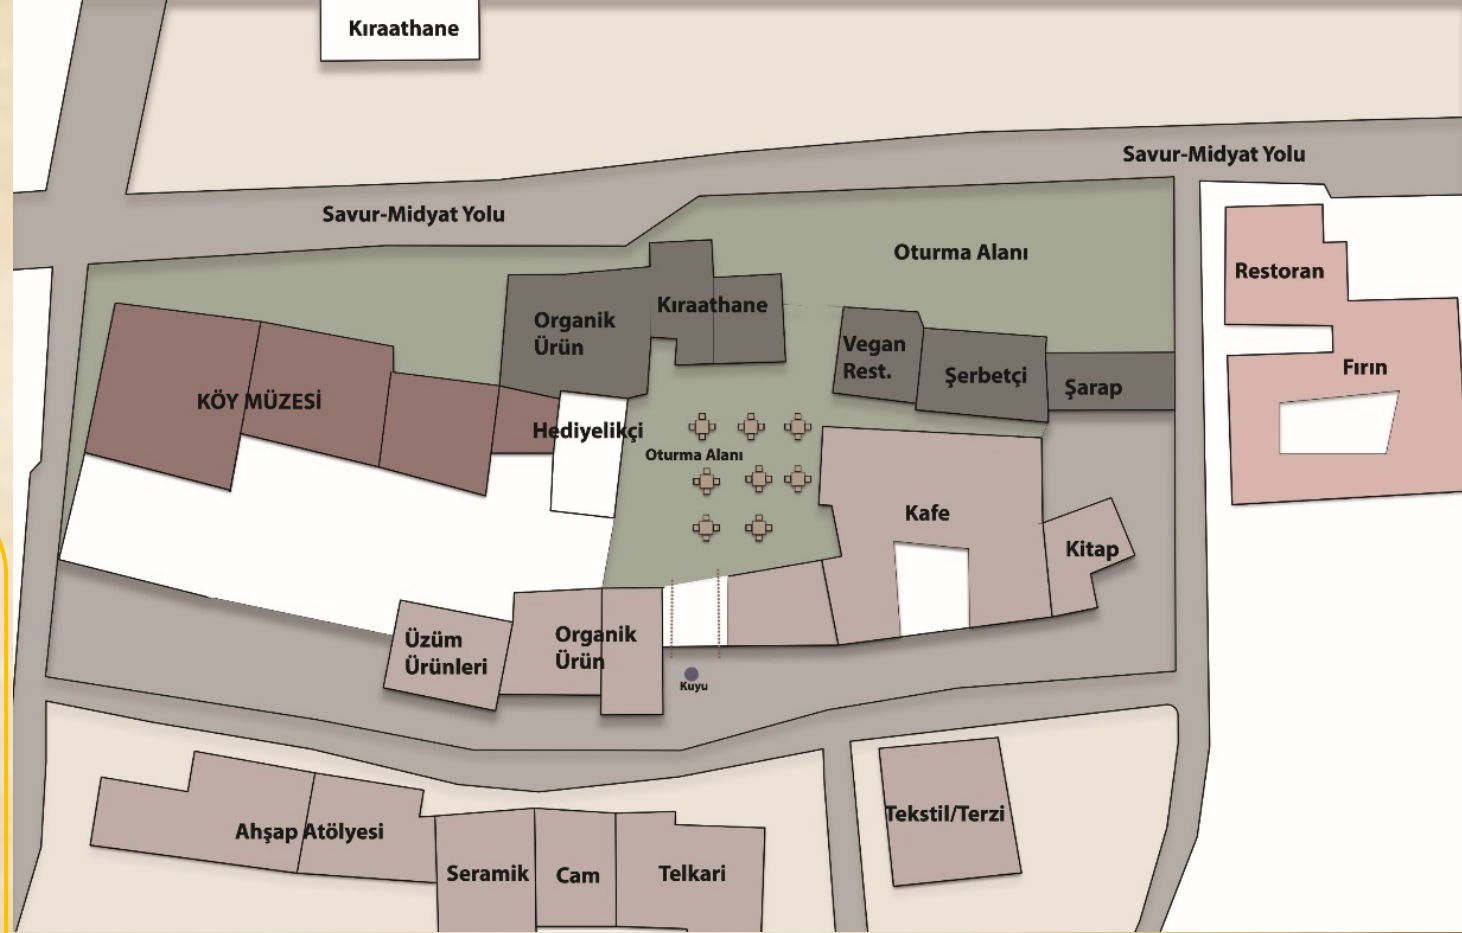 Kıraathane
Savur-Midyat Yolu
Savur-Midyat Yolu
Oturma Alanı
Restoran
Kıraathane
Organik
Ürün
Vegan
Rest.
Şerbetçi
Şarap
Fırın
KÖY MÜZESİ
Hediyelikçi
Oturma Alanı
Kafe
Kitap
Üzüm
Ürünleri
Organik
Ürün
Kuyu
Tekstil/Terzi
Ahşap Atölyesi
Seramik
Cam
Telkari